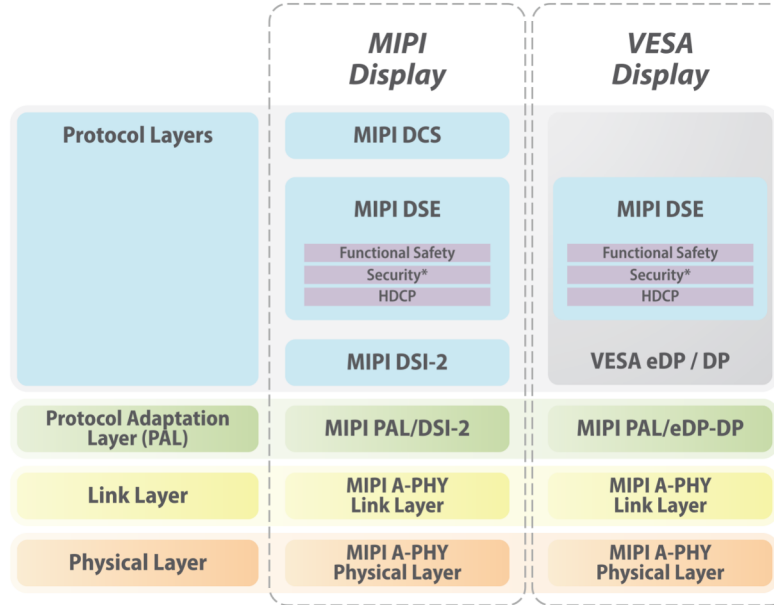 MIPI
Display
VESA
Display
Protocol Layers
MIPI DCS
MIPI DSE
Functional Safety
Security*
HDCP
MIPI DSI-2
MIPI DSE
Functional Safety
Security*
HDCP
VESA eDP / DP
Protocol Adaptation
Layer (PAL)
MIPI PAL/DSI-2
MIPI PAL/eDP-DP
Link Layer
MIPI A-PHY
Link Layer
MIPI A-PHY
Link Layer
Physical Layer
MIPI A-PHY
Physical Layer
MIPI A-PHY
Physical Layer